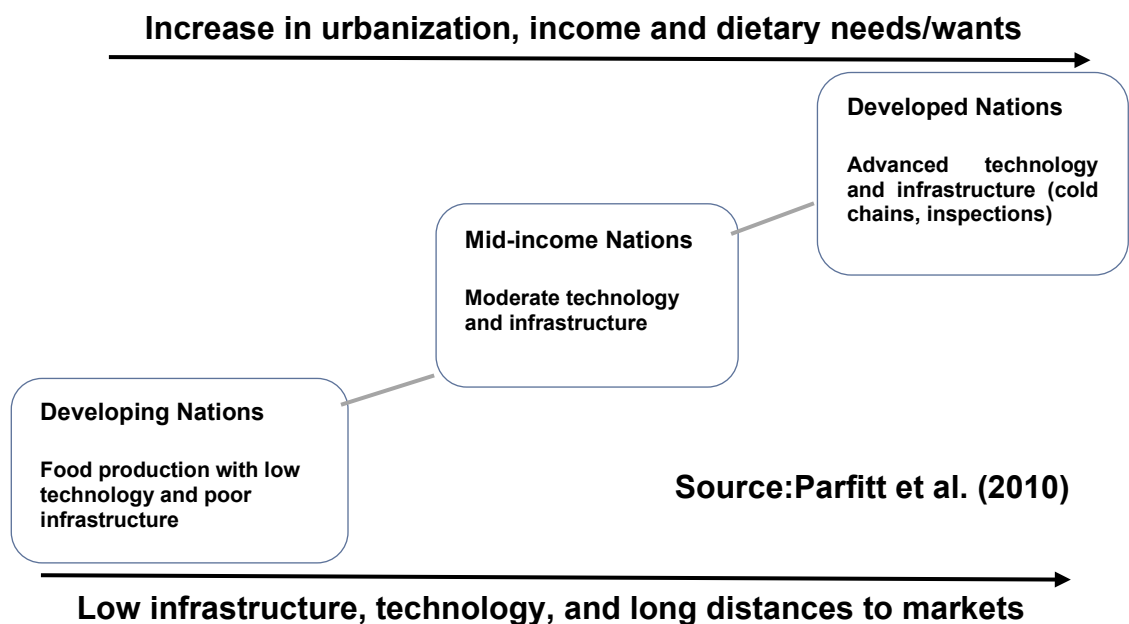 Increase in urbanization, income and dietary needs/wants
Developed Nations
Advanced technology
and infrastructure (cold
chains, inspections)
Mid-income Nations
Moderate technology
and infrastructure
Developing Nations
Food production with low
technology and poor
infrastructure
Source:Parfitt et al. (2010)
Low infrastructure, technology, and long distances to markets